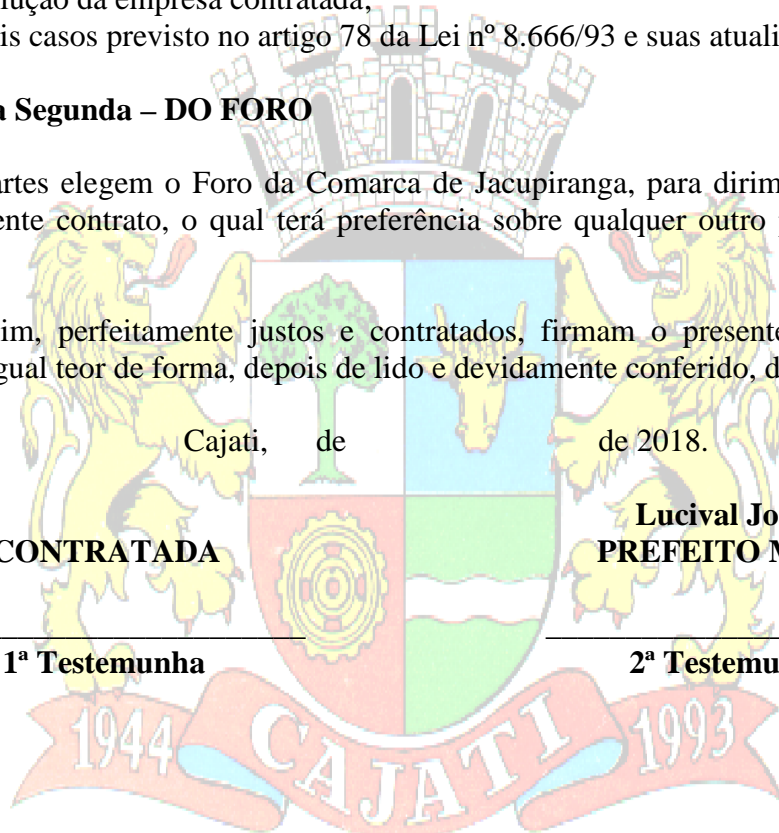 lução da empresa contratada;
is casos previsto no artigo 78 da Lei nº 8.666/93 e suas atuali
a Segunda – DO FORO
artes elegem o Foro da Comarca de Jacupiranga, para dirim
ente contrato, o qual terá preferência sobre qualquer outro
im, perfeitamente justos e contratados, firmam o presente
gual teor de forma, depois de lido e devidamente conferido, d
Cajati, de de 2018.
Lucival Jo
CONTRATADA PREFEITO M
1ª Testemunha 2ª Testemu
1944 CAJATI 1993